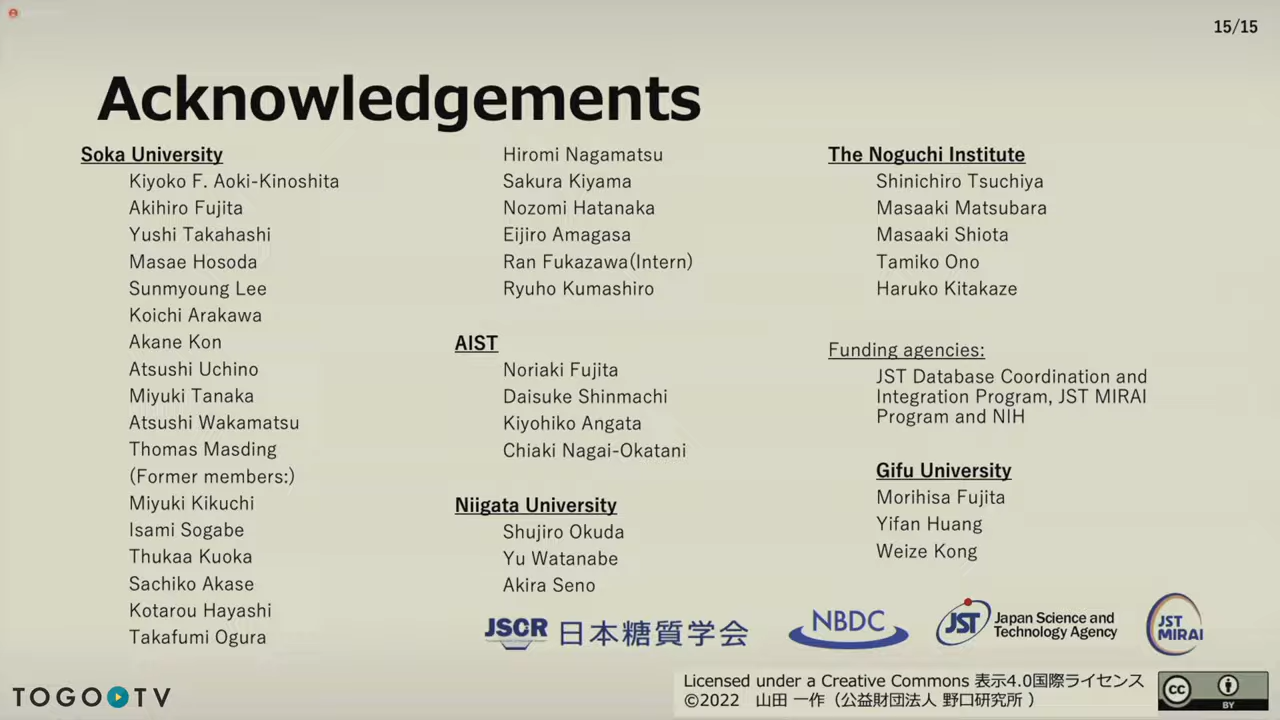 15/15
Acknowledgements
Soka University
Kiyoko F. Aoki-Kinoshita
Akihiro Fujita
Yushi Takahashi
Masae Hosoda
Sunmyoung Lee
Koichi Arakawa
Akane Kon
Atsushi Uchino
Miyuki Tanaka
Atsushi Wakamatsu
Thomas Masding
(Former members:)
Miyuki Kikuchi
Isami Sogabe
Thukaa Kuoka
Sachiko Akase
Kotarou Hayashi
Takafumi Ogura
Hiromi Nagamatsu
Sakura Kiyama
Nozomi Hatanaka
Eijiro Amagasa
Ran Fukazawa(Intern)
Ryuho Kumashiro
AIST
Noriaki Fujita
Daisuke Shinmachi
Kiyohiko Angata
Chiaki Nagai-Okatani
Niigata University
Shujiro Okuda
Yu Watanabe
Akira Seno
The Noguchi Institute
Shinichiro Tsuchiya
Masaaki Matsubara
Masaaki Shiota
Tamiko Ono
Haruko Kitakaze
Funding agencies:
JST Database Coordination and
Integration Program, JST MIRAI
Program and NIH
Gifu University
Morihisa Fujita
Yifan Huang
Weize Kong
JSCR 日本糖質学会
NBDC
JST Japan Science and
Technology Agency
JST
MIRAI
TOGO TV
Licensed under a Creative Commons 表示4.0国際ライセンス
©2022 山田 一作（公益財団法人 野口研究所 ）
cc
BY